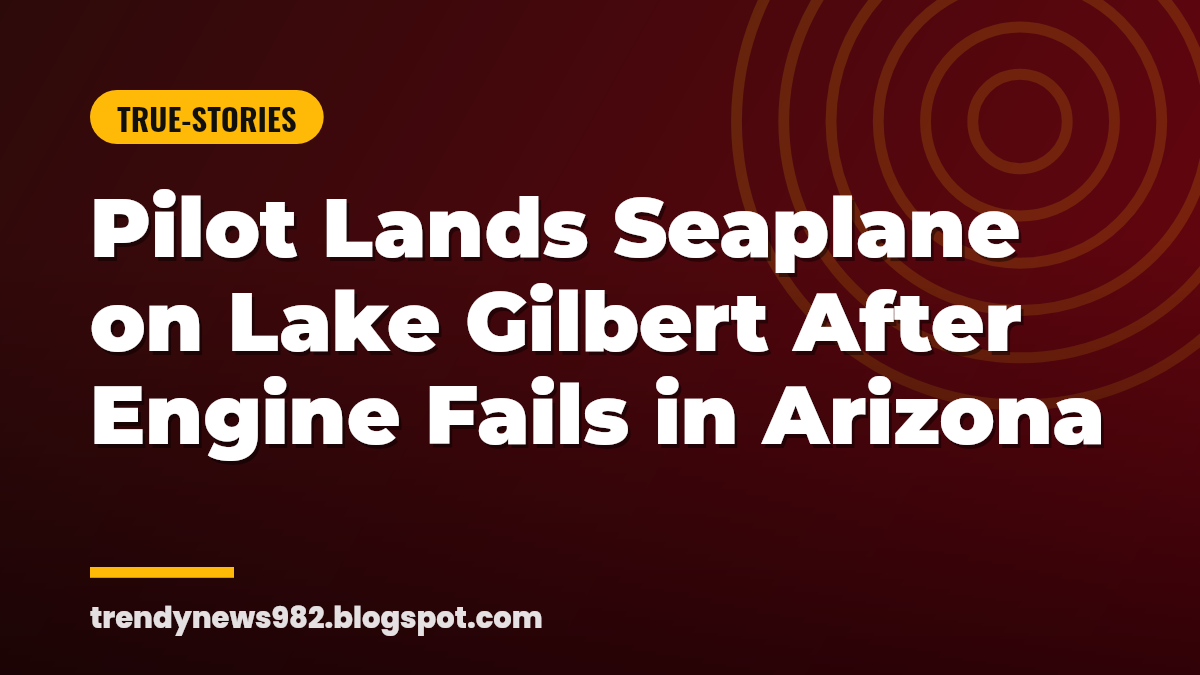 TRUE-STORIES
Pilot Lands Seaplane
on Lake Gilbert After
Engine Fails in Arizona
trendynews982.blogspot.com